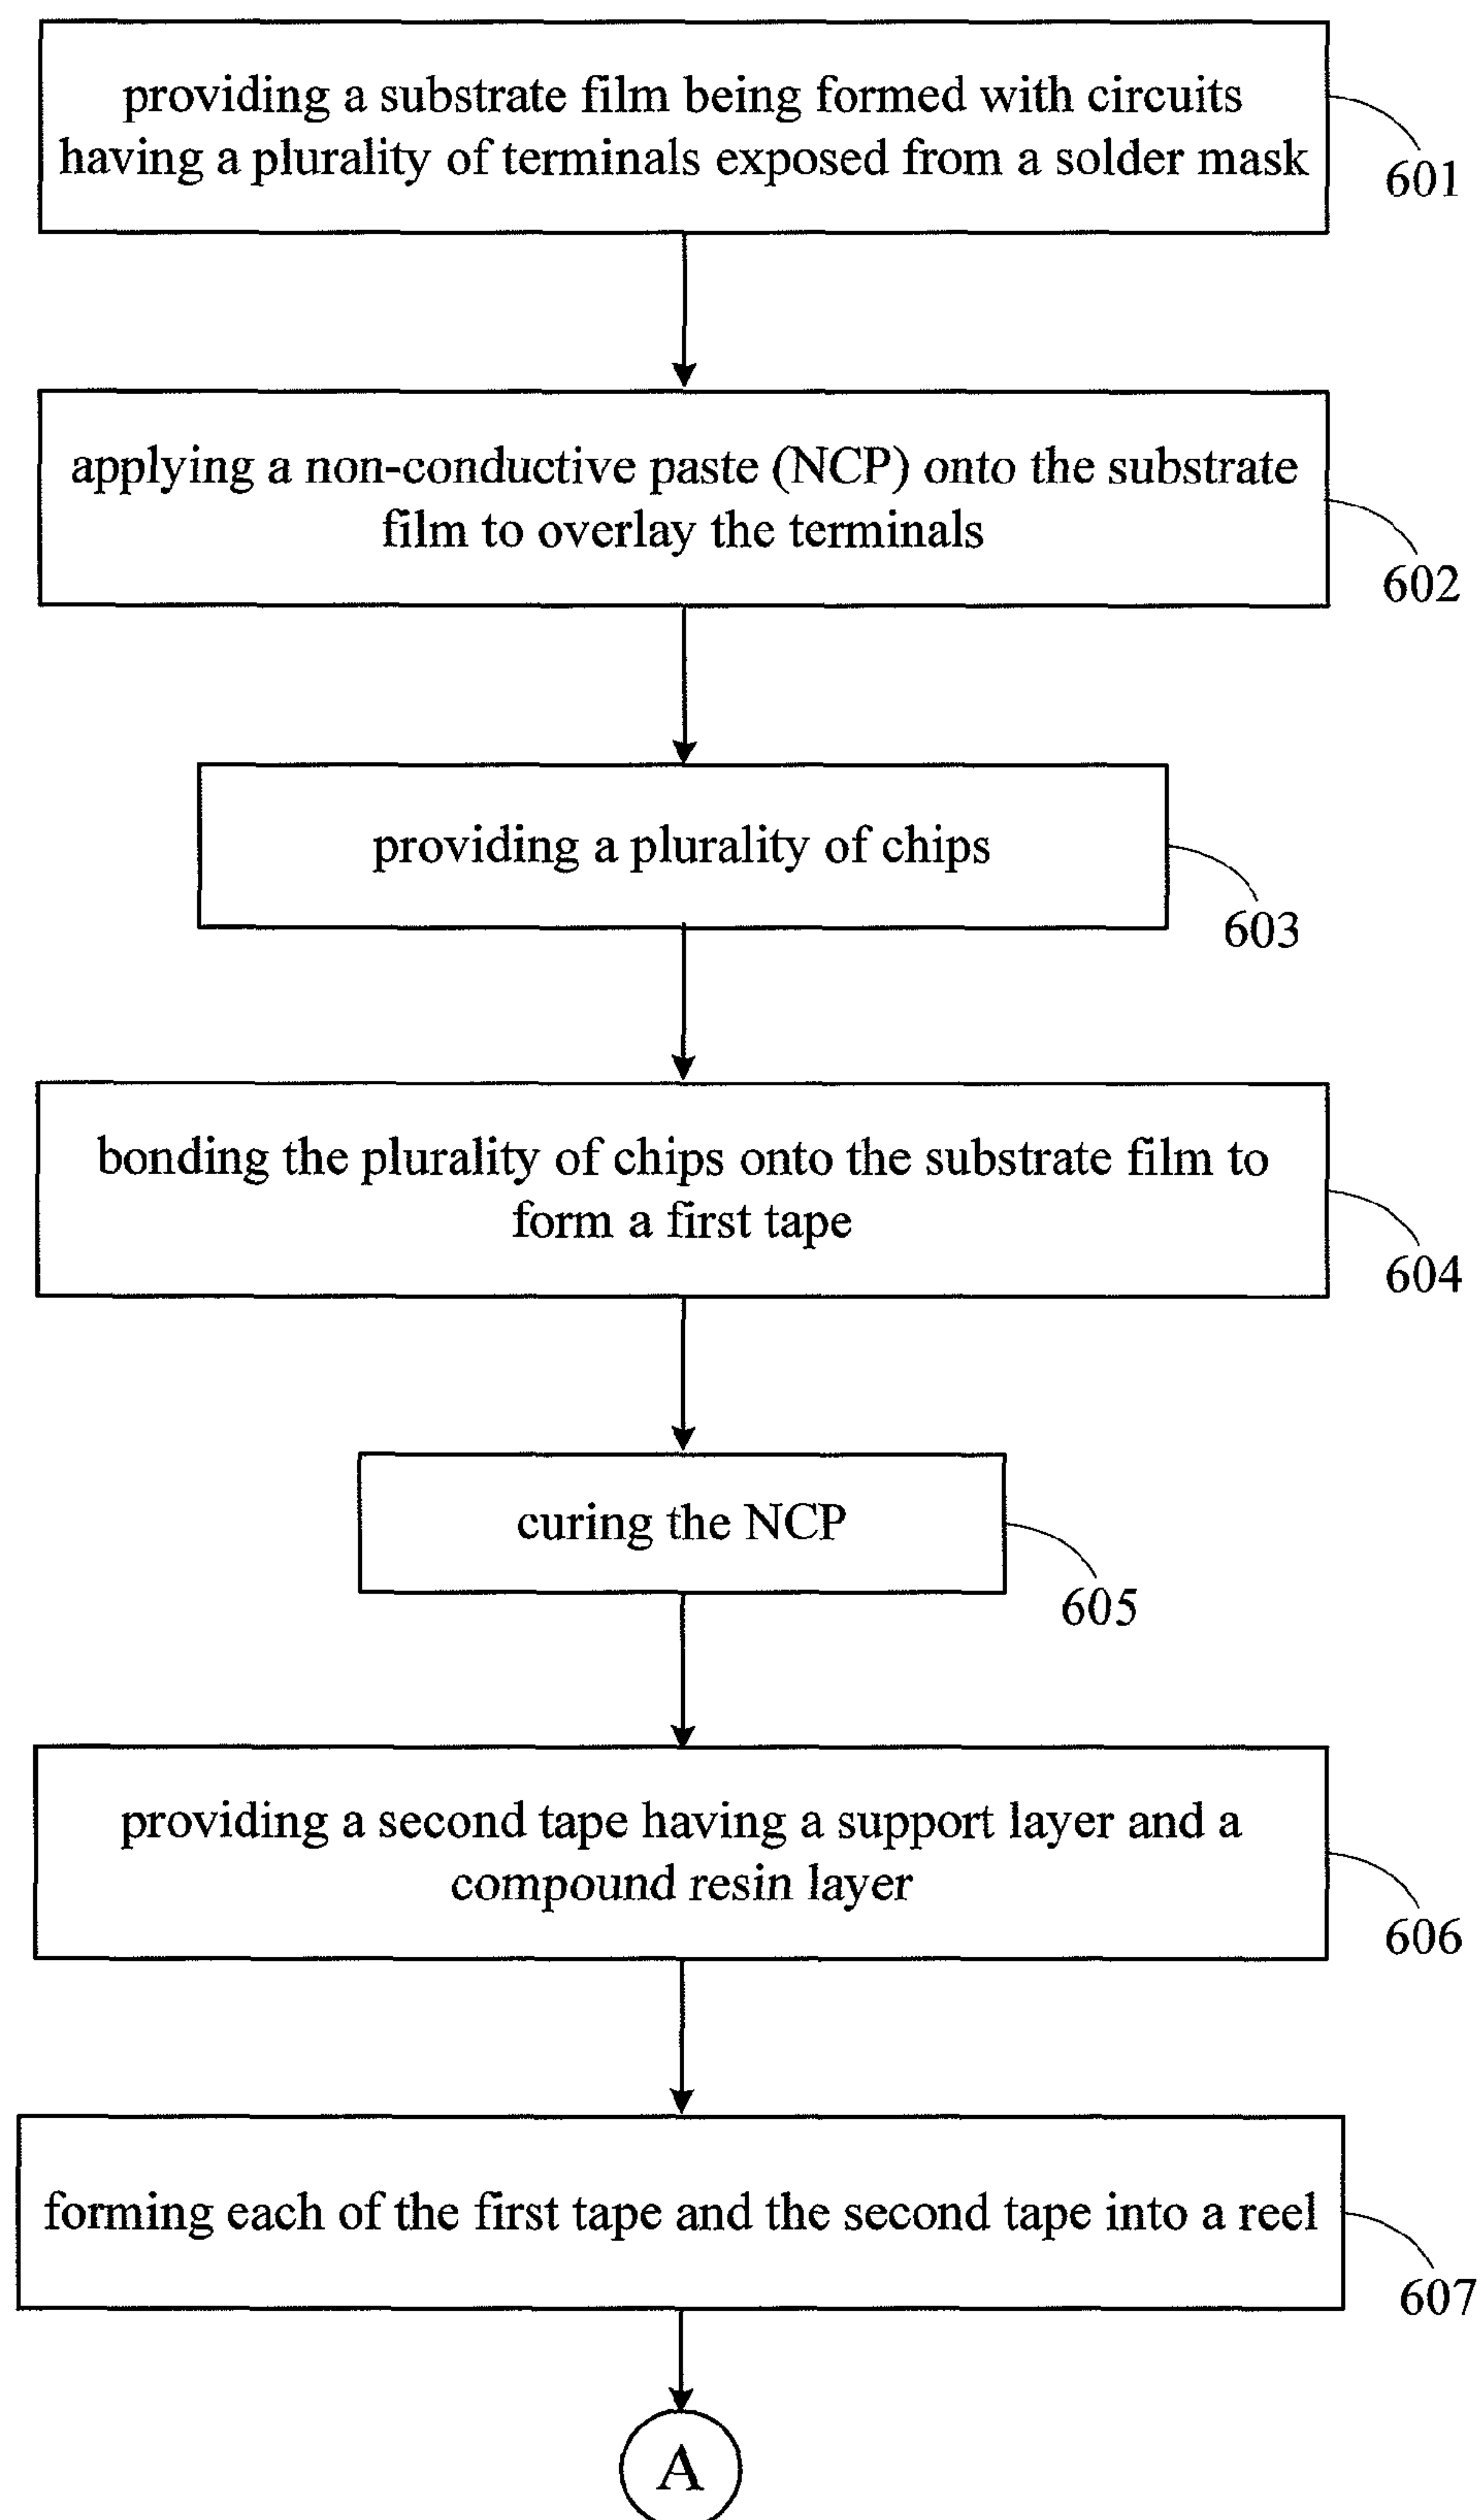 providing a substrate film being formed with circuits
having a plurality of terminals exposed from a solder mask
601
applying a non-conductive paste (NCP) onto the substrate
film to overlay the terminals
602
providing a plurality of chips
603
bonding the plurality of chips onto the substrate film to
form a first tape
604
curing the NCP
605
providing a second tape having a support layer and a
compound resin layer
606
forming each of the first tape and the second tape into a reel
607
A